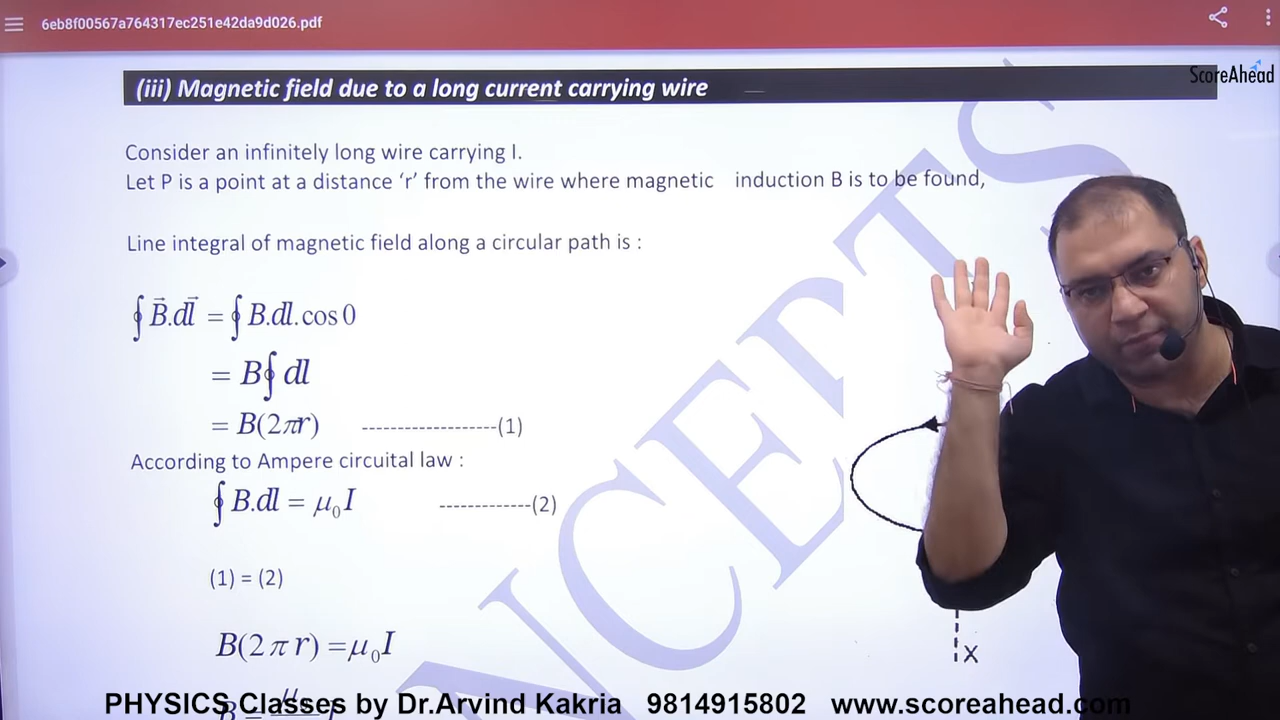 6eb8f00567a764317ec251e42da9d026.pdf
ScoreAhead
(iii) Magnetic field due to a long current carrying wire
Consider an infinitely long wire carrying I.
Let P is a point at a distance ‘r’ from the wire where magnetic induction B is to be found,
Line integral of magnetic field along a circular path is :
∮ B⃗.dl⃗ = ∮ B.dl.cos 0
= B∮ dl
= B(2πr) -------------------(1)
According to Ampere circuital law :
∮ B.dl = μ₀I -------------(2)
(1) = (2)
B(2π r) =μ₀I
X
PHYSICS Classes by Dr.Arvind Kakria 9814915802 www.scoreahead.com